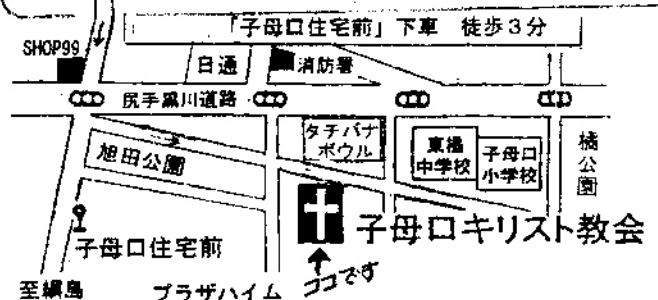 「子母口住宅前」下車 徒歩3分
SHOP99
日通
消防署
尻手黒川道路
タチバナ
ボウル
東橘
中学校
子母口
小学校
橘公園
旭田公園
子母口キリスト教会
子母口住宅前
ココです
至綱島
プラザハイム